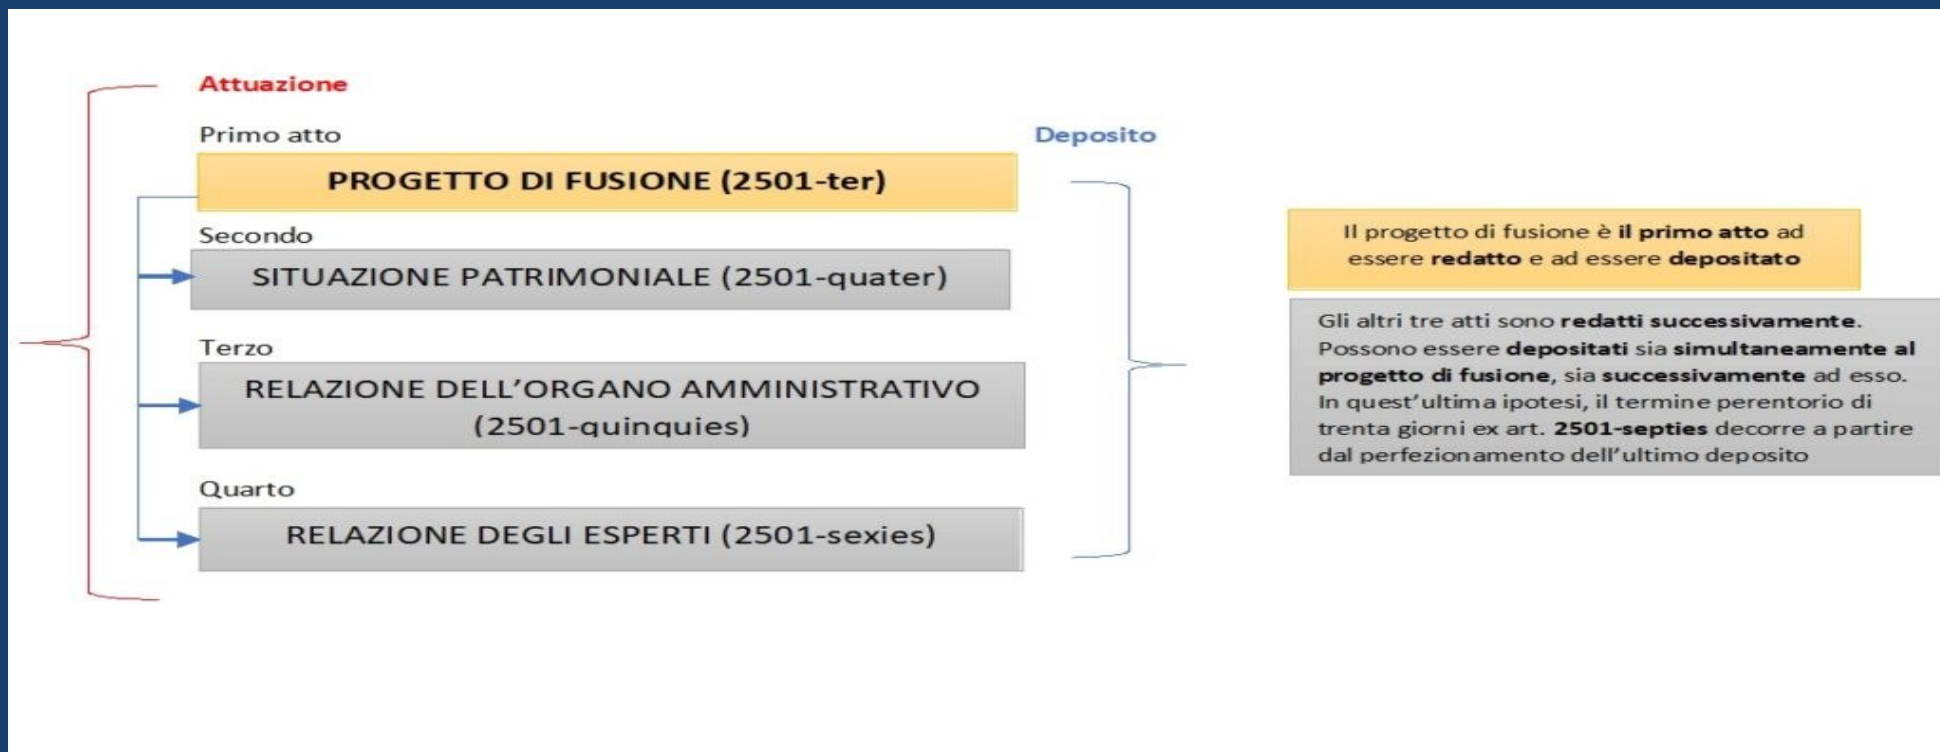 Attuazione
Primo atto
Deposito
PROGETTO DI FUSIONE (2501-ter)
Secondo
SITUAZIONE PATRIMONIALE (2501-quater)
Terzo
RELAZIONE DELL’ORGANO AMMINISTRATIVO
(2501-quinquies)
Quarto
RELAZIONE DEGLI ESPERTI (2501-sexies)
Il progetto di fusione è il primo atto ad
essere redatto e ad essere depositato
Gli altri tre atti sono redatti successivamente.
Possono essere depositati sia simultaneamente al
progetto di fusione, sia successivamente ad esso.
In quest’ultima ipotesi, il termine perentorio di
trenta giorni ex art. 2501-septies decorre a partire
dal perfezionamento dell’ultimo deposito